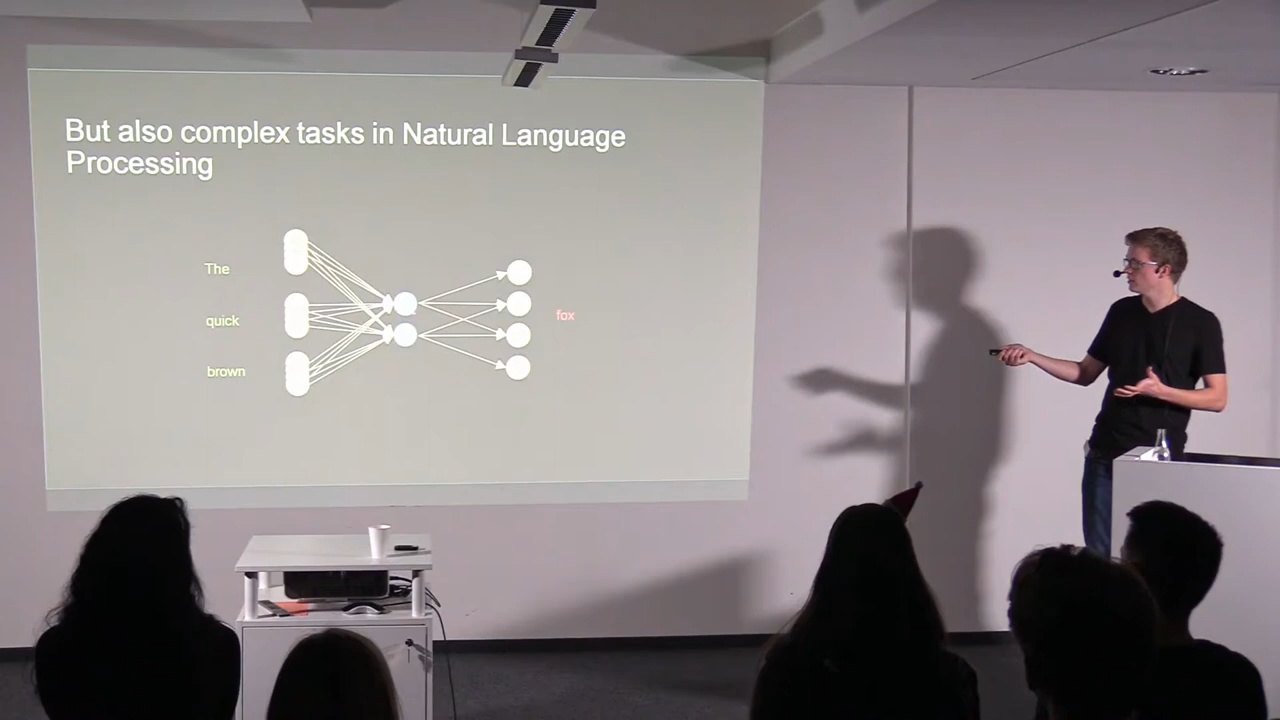 But also complex tasks in Natural Language
Processing
The
quick
brown
fox